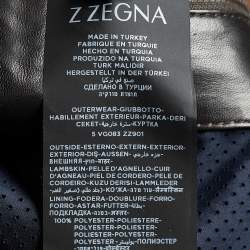 Z ZEGNA
MADE IN TURKEY
FABRIQUE EN TURQUIE
HECHO EN TURQUIA
PRODUZIDO NA TURQUIA
TURK MALIDIR
HERGESTELLT IN DER TÜRKEI
СДЕЛАНО В ТУРЦИИ
OUTERWEAR-GIUBBOTTO-
HABILLEMENT EXTERIEUR-PARKA-DERI
CEKET-КУРТКА-
5 VG083 ZZ901
OUTSIDE-ESTERNO-EXTERN-EXTERIOR-
EXTERIOR-DIŞ-AUSSEN-
ВНЕШНИЙ-
LAMBSKIN-PELLE D'AGNELLO-CUIR
D'AGNEAU-PIEL DE CORDERO-PELE DE
CORDEIRO-KUZU DERISI-LAMMLEDER
LINING-FODERA-DOUBLURE-FORRO-
FORRO-ASTAR-FUTTER-
ПОДКЛАДКА-
100% POLYESTER-POLIESTERE-
POLYESTER-POLIESTER-POLIESTER-
POLYESTER-POLYESTER-